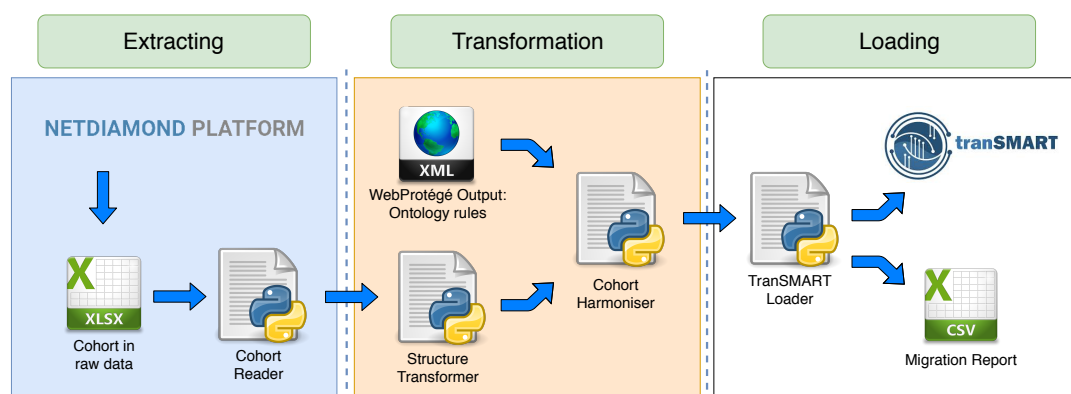 Extracting
Transformation
Loading
NETDIAMOND PLATFORM
XLSX
Cohort in
raw data
Cohort
Reader
XML
WebProtégé Output:
Ontology rules
Structure
Transformer
Cohort
Harmoniser
TranSMART
Loader
tranSMART
CSV
Migration Report